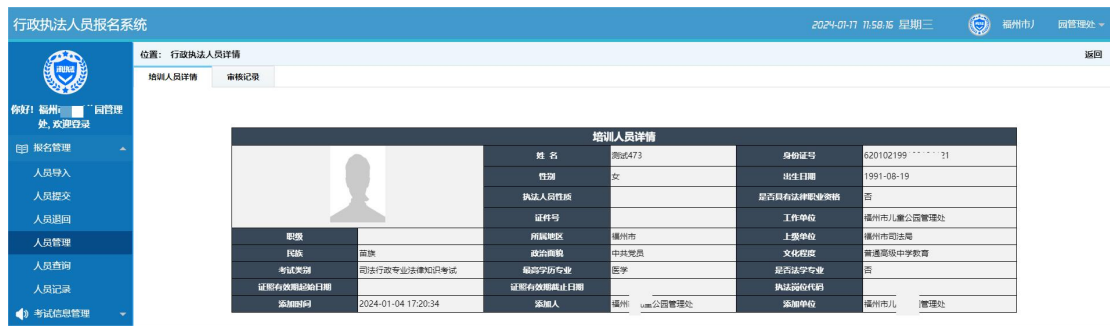 行政执法人员报名系统
2024-01-17 11:58:16 星期三
福州市儿
园管理处
位置： 行政执法人员详情
返回
培训人员详情
审核记录
你好！福州
园管理
处, 欢迎登录
报名管理
人员导入
人员提交
人员退回
人员管理
人员查询
人员记录
考试信息管理
培训人员详情
姓 名 测试473 身份证号 620102199 21
性别 女 出生日期 1991-08-19
执法人员性质 是否具有法律职业资格 否
证件号 工作单位 福州市儿童公园管理处
职级 所属地区 福州市 上级单位 福州市司法局
民族 苗族 政治面貌 中共党员 文化程度 普通高级中学教育
考试类别 司法行政专业法律知识考试 最高学历专业 医学 是否法学专业 否
证照有效期起始日期 证照有效期截止日期 执法岗位代码
添加时间 2024-01-04 17:20:34 添加人 福州 公园管理处 添加单位 福州市儿 管理处